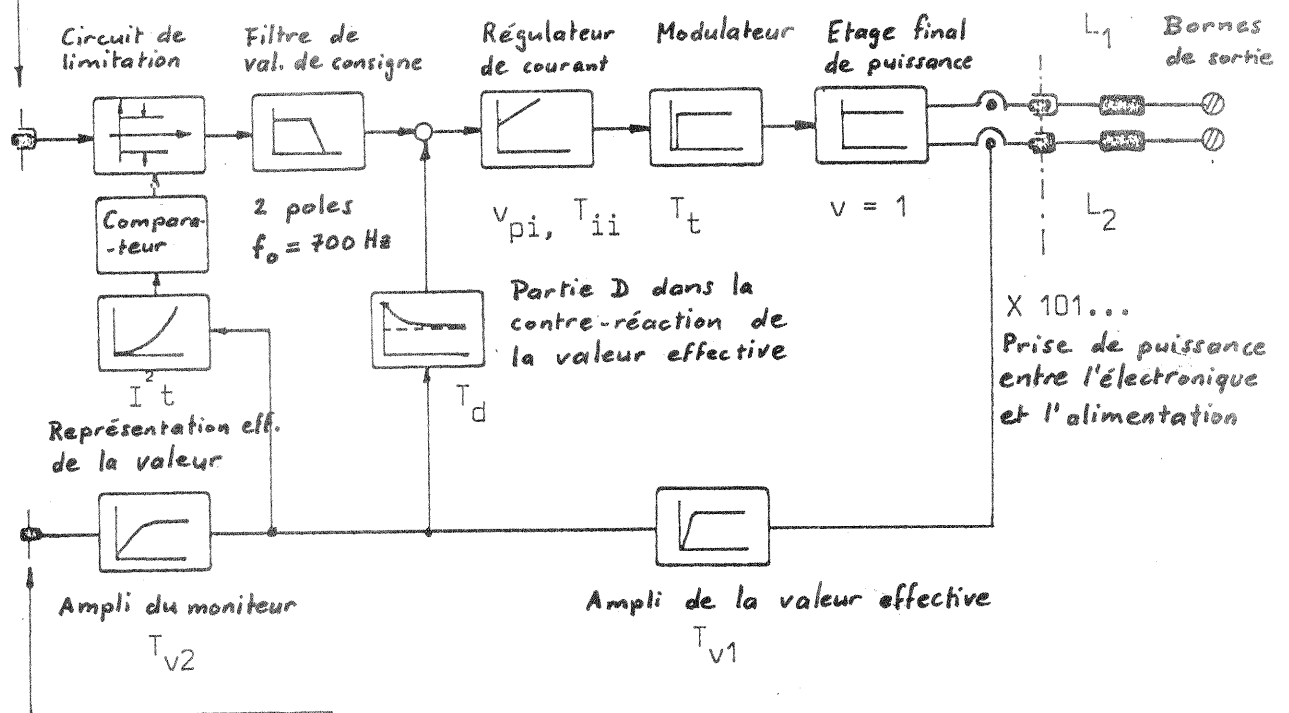 Circuit de
limitation
Filtre de
val. de consigne
Régulateur
de courant
Modulateur
Etage final
de puissance
L1
Bornes
de sortie
Compara-
-teur
2 poles
fo = 700 Hz
vpi, Tii
Tt
v = 1
L2
Partie D dans la
contre-réaction de
la valeur effective
Td
X 101...
Prise de puissance
entre l'électronique
et l'alimentation
I²t
Représentation eff.
de la valeur
Ampli du moniteur
Tv2
Ampli de la valeur effective
Tv1